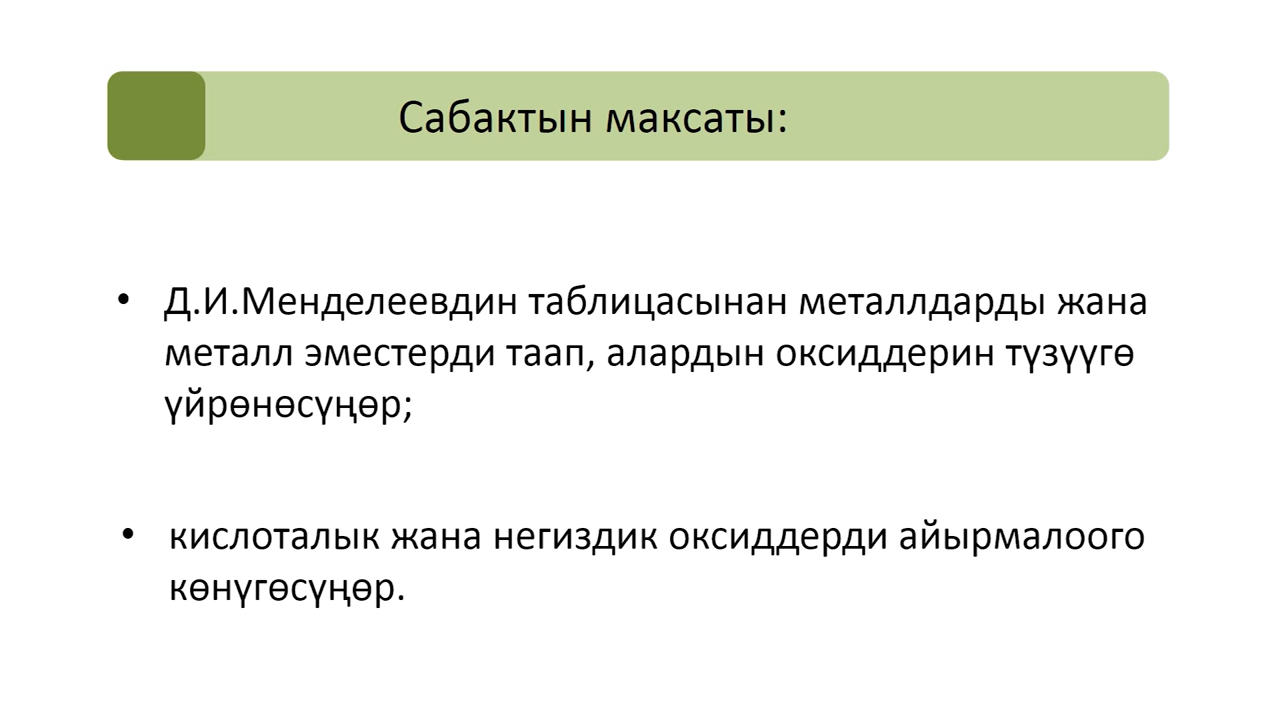 Сабактын максаты:
• Д.И.Менделеевдин таблицасынан металлдарды жана
металл эместерди таап, алардын оксиддерин түзүүгө
үйрөнөсүңөр;
• кислоталык жана негиздик оксиддерди айырмалоого
көнүгөсүңөр.